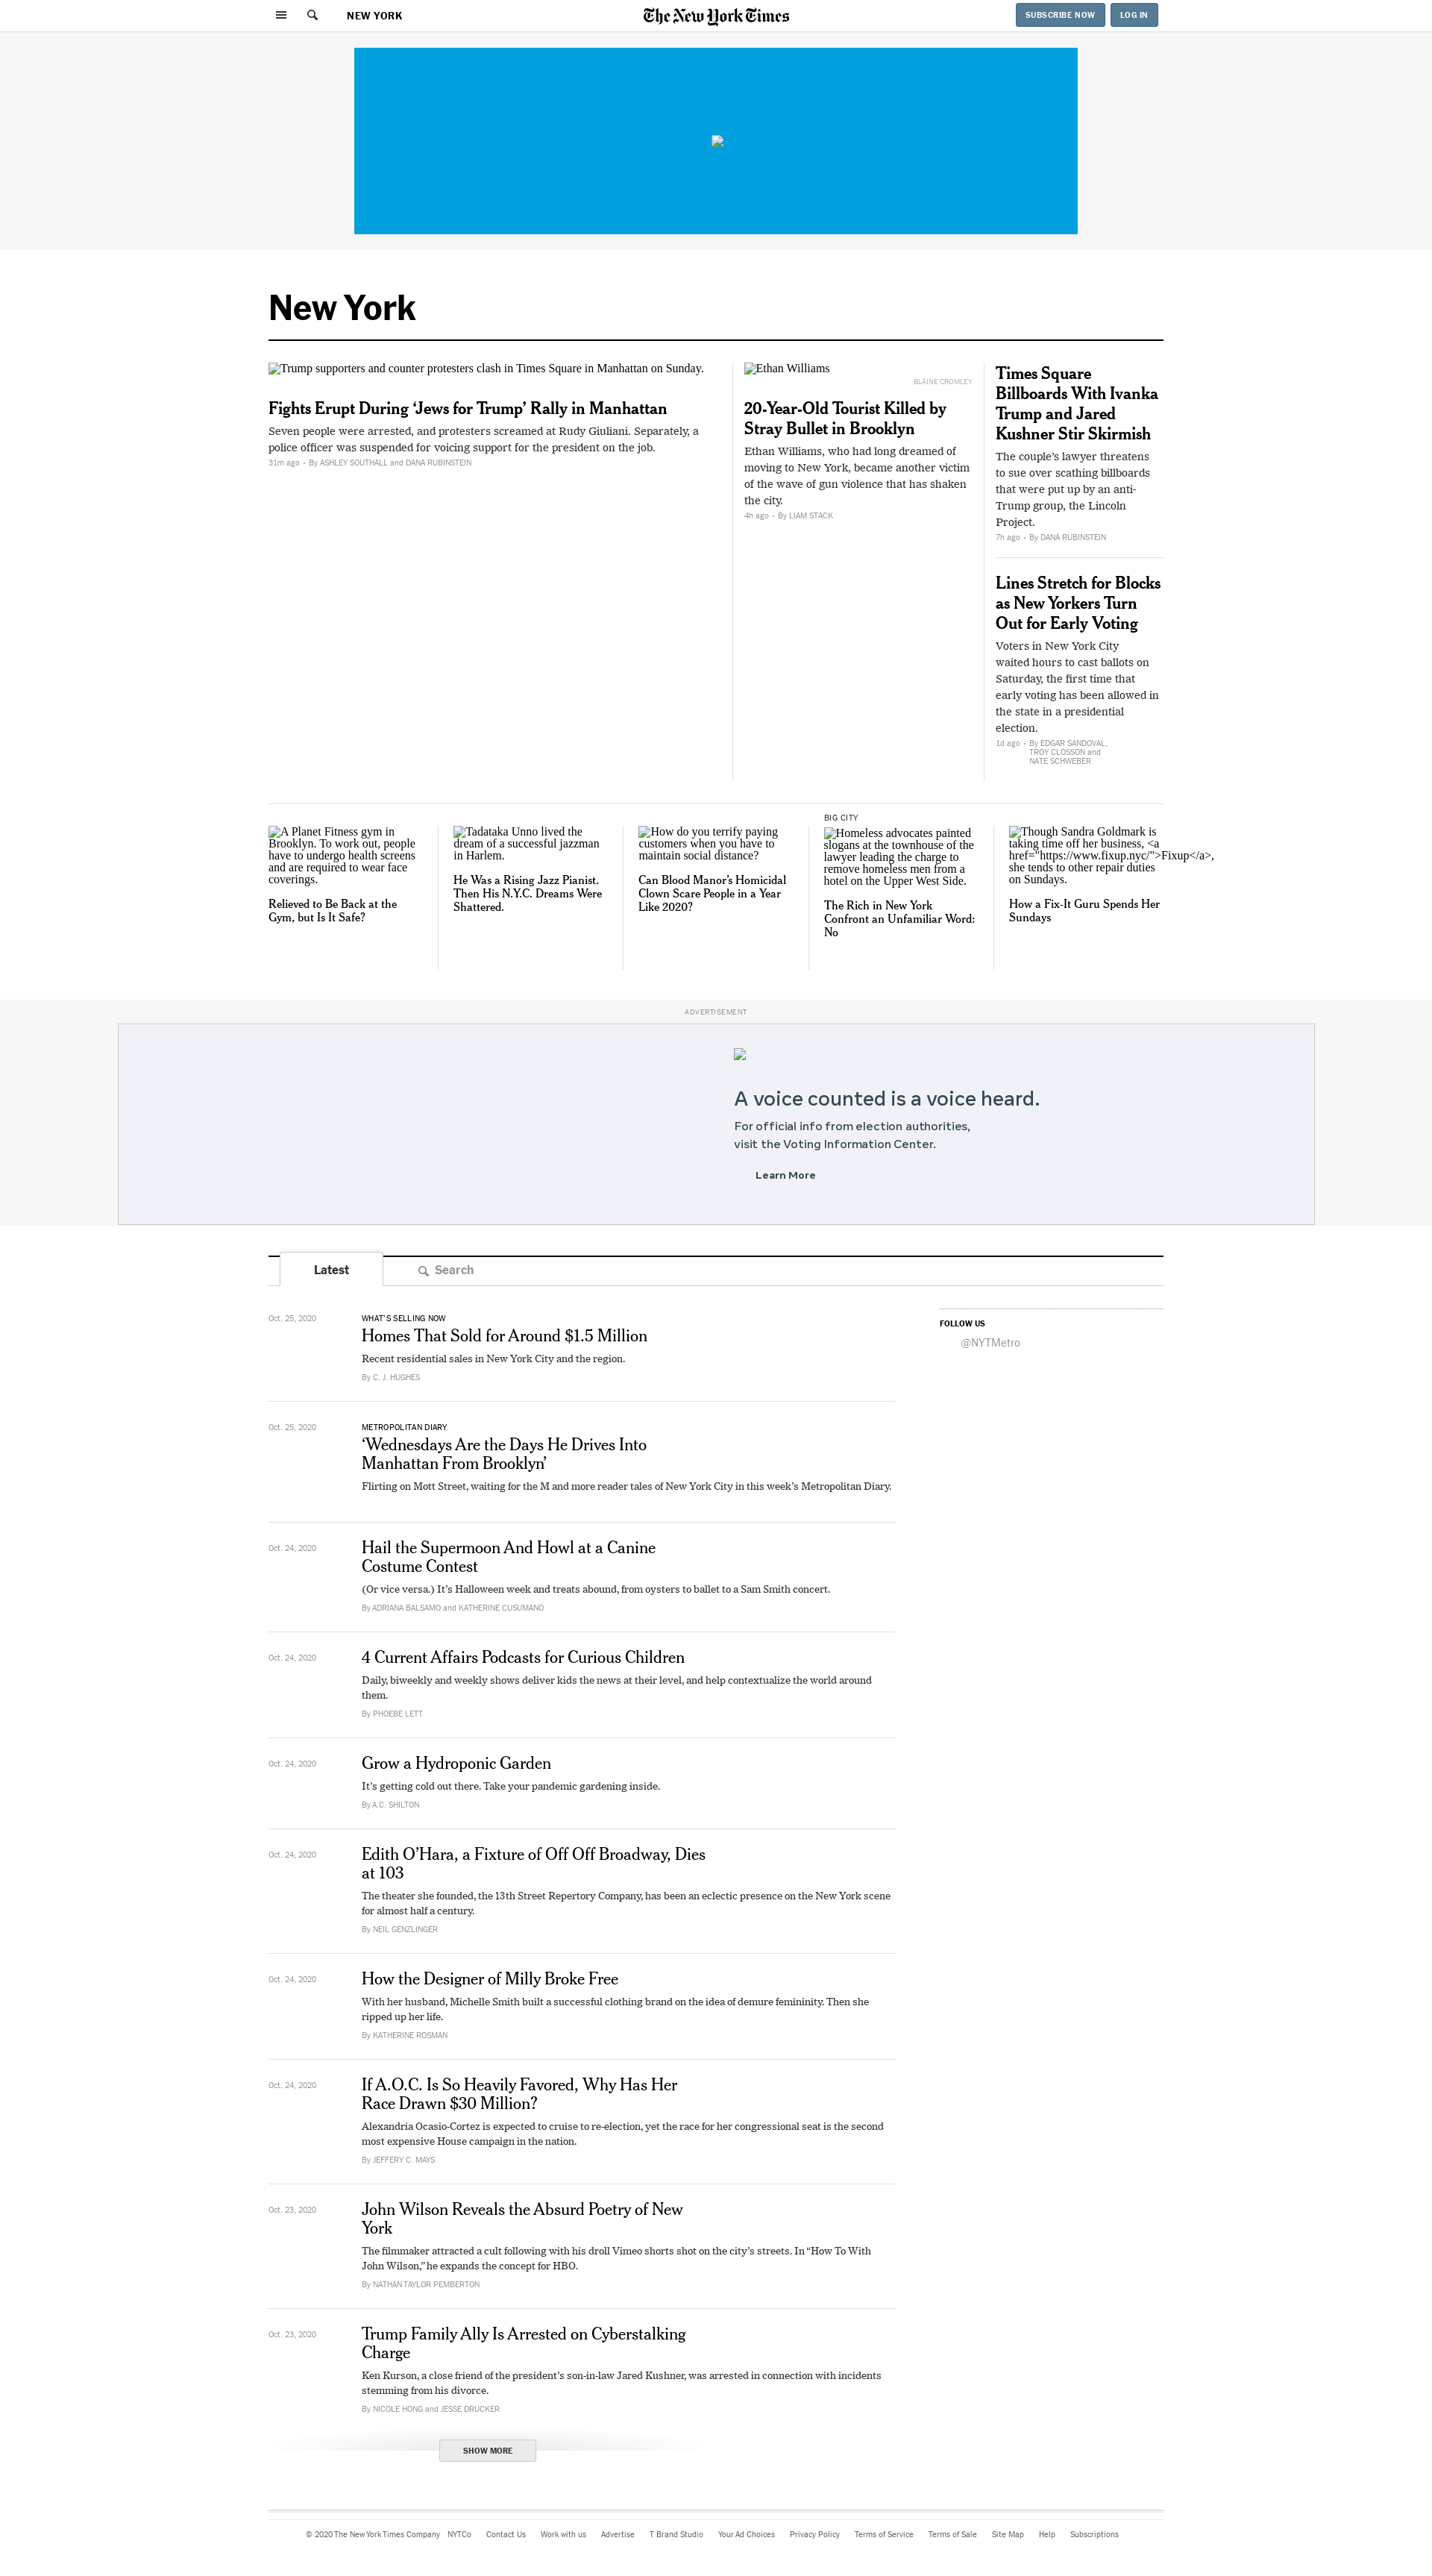 NEW YORK
The New York Times
SUBSCRIBE NOW
LOG IN
New York
Trump supporters and counter protesters clash in Times Square in Manhattan on Sunday.
Fights Erupt During ‘Jews for Trump’ Rally in Manhattan
Seven people were arrested, and protesters screamed at Rudy Giuliani. Separately, a
police officer was suspended for voicing support for the president on the job.
31m ago • By ASHLEY SOUTHALL and DANA RUBINSTEIN
Ethan Williams
BLAINE CROMLEY
20-Year-Old Tourist Killed by
Stray Bullet in Brooklyn
Ethan Williams, who had long dreamed of
moving to New York, became another victim
of the wave of gun violence that has shaken
the city.
4h ago • By LIAM STACK
Times Square
Billboards With Ivanka
Trump and Jared
Kushner Stir Skirmish
The couple’s lawyer threatens
to sue over scathing billboards
that were put up by an anti-
Trump group, the Lincoln
Project.
7h ago • By DANA RUBINSTEIN
Lines Stretch for Blocks
as New Yorkers Turn
Out for Early Voting
Voters in New York City
waited hours to cast ballots on
Saturday, the first time that
early voting has been allowed in
the state in a presidential
election.
1d ago • By EDGAR SANDOVAL,
TROY CLOSSON and
NATE SCHWEBER
A Planet Fitness gym in
Brooklyn. To work out, people
have to undergo health screens
and are required to wear face
coverings.
Relieved to Be Back at the
Gym, but Is It Safe?
Tadataka Unno lived the
dream of a successful jazzman
in Harlem.
He Was a Rising Jazz Pianist.
Then His N.Y.C. Dreams Were
Shattered.
How do you terrify paying
customers when you have to
maintain social distance?
Can Blood Manor’s Homicidal
Clown Scare People in a Year
Like 2020?
BIG CITY
Homeless advocates painted
slogans at the townhouse of the
lawyer leading the charge to
remove homeless men from a
hotel on the Upper West Side.
The Rich in New York
Confront an Unfamiliar Word:
No
Though Sandra Goldmark is
taking time off her business, <a
href="https://www.fixup.nyc/">Fixup</a>,
she tends to other repair duties
on Sundays.
How a Fix-It Guru Spends Her
Sundays
ADVERTISEMENT
A voice counted is a voice heard.
For official info from election authorities,
visit the Voting Information Center.
Learn More
Latest
Search
Oct. 25, 2020
WHAT’S SELLING NOW
Homes That Sold for Around $1.5 Million
Recent residential sales in New York City and the region.
By C. J. HUGHES
FOLLOW US
@NYTMetro
Oct. 25, 2020
METROPOLITAN DIARY
‘Wednesdays Are the Days He Drives Into
Manhattan From Brooklyn’
Flirting on Mott Street, waiting for the M and more reader tales of New York City in this week’s Metropolitan Diary.
Oct. 24, 2020
Hail the Supermoon And Howl at a Canine
Costume Contest
(Or vice versa.) It’s Halloween week and treats abound, from oysters to ballet to a Sam Smith concert.
By ADRIANA BALSAMO and KATHERINE CUSUMANO
Oct. 24, 2020
4 Current Affairs Podcasts for Curious Children
Daily, biweekly and weekly shows deliver kids the news at their level, and help contextualize the world around
them.
By PHOEBE LETT
Oct. 24, 2020
Grow a Hydroponic Garden
It’s getting cold out there. Take your pandemic gardening inside.
By A.C. SHILTON
Oct. 24, 2020
Edith O’Hara, a Fixture of Off Off Broadway, Dies
at 103
The theater she founded, the 13th Street Repertory Company, has been an eclectic presence on the New York scene
for almost half a century.
By NEIL GENZLINGER
Oct. 24, 2020
How the Designer of Milly Broke Free
With her husband, Michelle Smith built a successful clothing brand on the idea of demure femininity. Then she
ripped up her life.
By KATHERINE ROSMAN
Oct. 24, 2020
If A.O.C. Is So Heavily Favored, Why Has Her
Race Drawn $30 Million?
Alexandria Ocasio-Cortez is expected to cruise to re-election, yet the race for her congressional seat is the second
most expensive House campaign in the nation.
By JEFFERY C. MAYS
Oct. 23, 2020
John Wilson Reveals the Absurd Poetry of New
York
The filmmaker attracted a cult following with his droll Vimeo shorts shot on the city’s streets. In “How To With
John Wilson,” he expands the concept for HBO.
By NATHAN TAYLOR PEMBERTON
Oct. 23, 2020
Trump Family Ally Is Arrested on Cyberstalking
Charge
Ken Kurson, a close friend of the president’s son-in-law Jared Kushner, was arrested in connection with incidents
stemming from his divorce.
By NICOLE HONG and JESSE DRUCKER
SHOW MORE
© 2020 The New York Times Company NYTCo Contact Us Work with us Advertise T Brand Studio Your Ad Choices Privacy Policy Terms of Service Terms of Sale Site Map Help Subscriptions